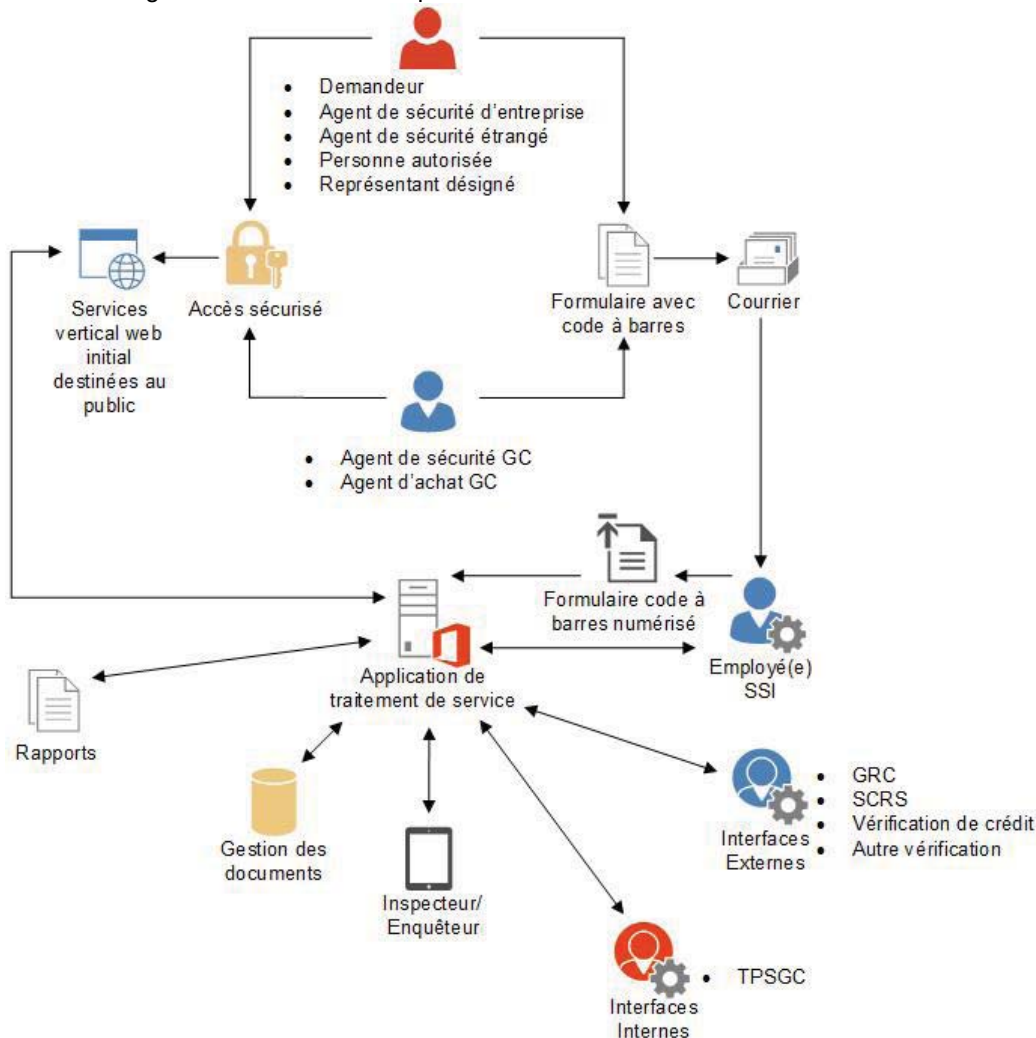 • Demandeur
• Agent de sécurité d'entreprise
• Agent de sécurité étrangé
• Personne autorisée
• Représentant désigné
Services
vertical web
initial
destinées au
public
Accès sécurisé
Formulaire avec
code à barres
Courrier
• Agent de sécurité GC
• Agent d'achat GC
Formulaire code à
barres numérisé
Employé(e)
SSI
Application de
traitement de service
Rapports
Gestion des
documents
Inspecteur/
Enquêteur
Interfaces
Externes
• GRC
• SCRS
• Vérification de crédit
• Autre vérification
Interfaces
Internes
• TPSGC